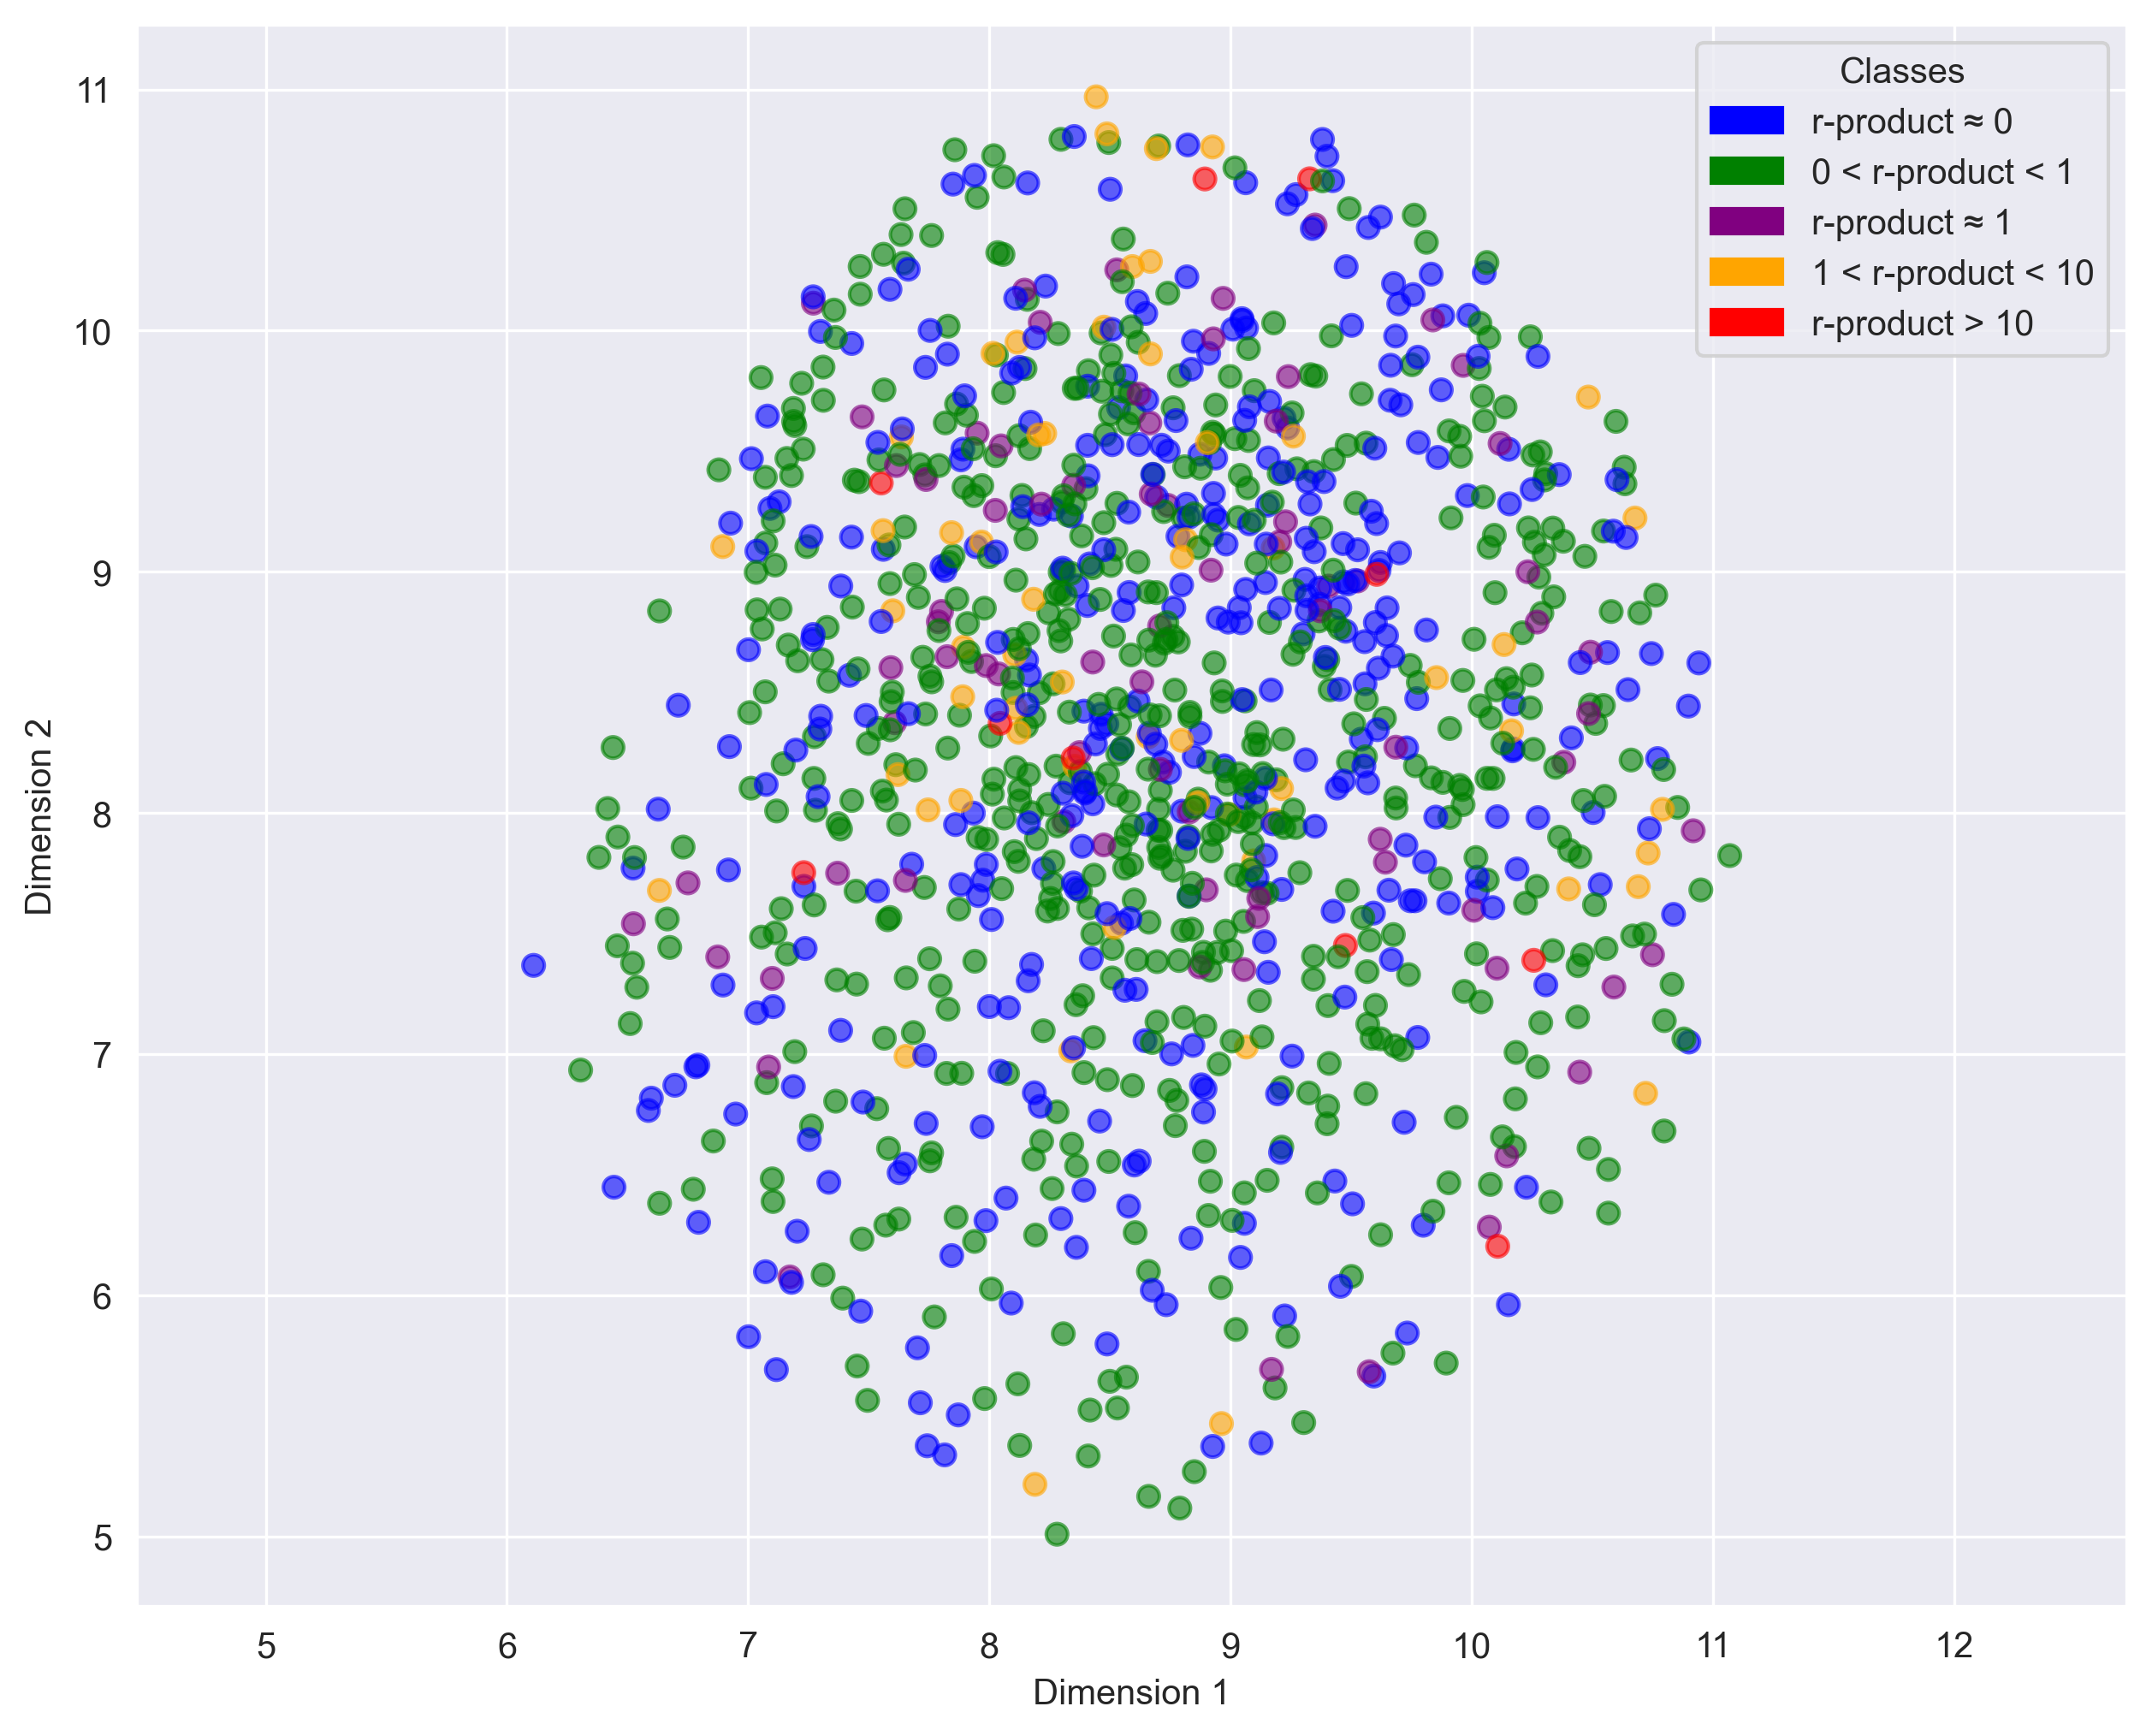 Classes
r-product ≈ 0
0 < r-product < 1
r-product ≈ 1
1 < r-product < 10
r-product > 10
11
10
9
8
7
6
5
Dimension 2
5 6 7 8 9 10 11 12
Dimension 1